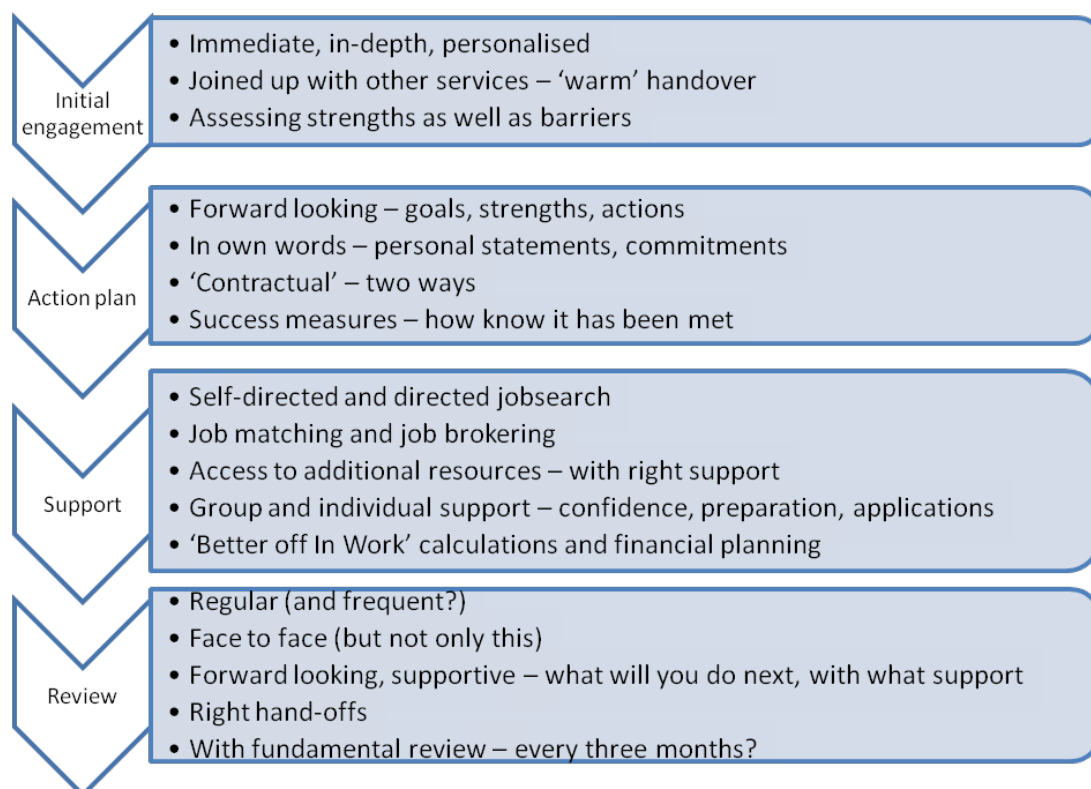 Initial
engagement
• Immediate, in-depth, personalised
• Joined up with other services – ‘warm’ handover
• Assessing strengths as well as barriers
Action plan
• Forward looking – goals, strengths, actions
• In own words – personal statements, commitments
• ‘Contractual’ – two ways
• Success measures – how know it has been met
Support
• Self-directed and directed jobsearch
• Job matching and job brokering
• Access to additional resources – with right support
• Group and individual support – confidence, preparation, applications
• ‘Better off In Work’ calculations and financial planning
Review
• Regular (and frequent?)
• Face to face (but not only this)
• Forward looking, supportive – what will you do next, with what support
• Right hand-offs
• With fundamental review – every three months?